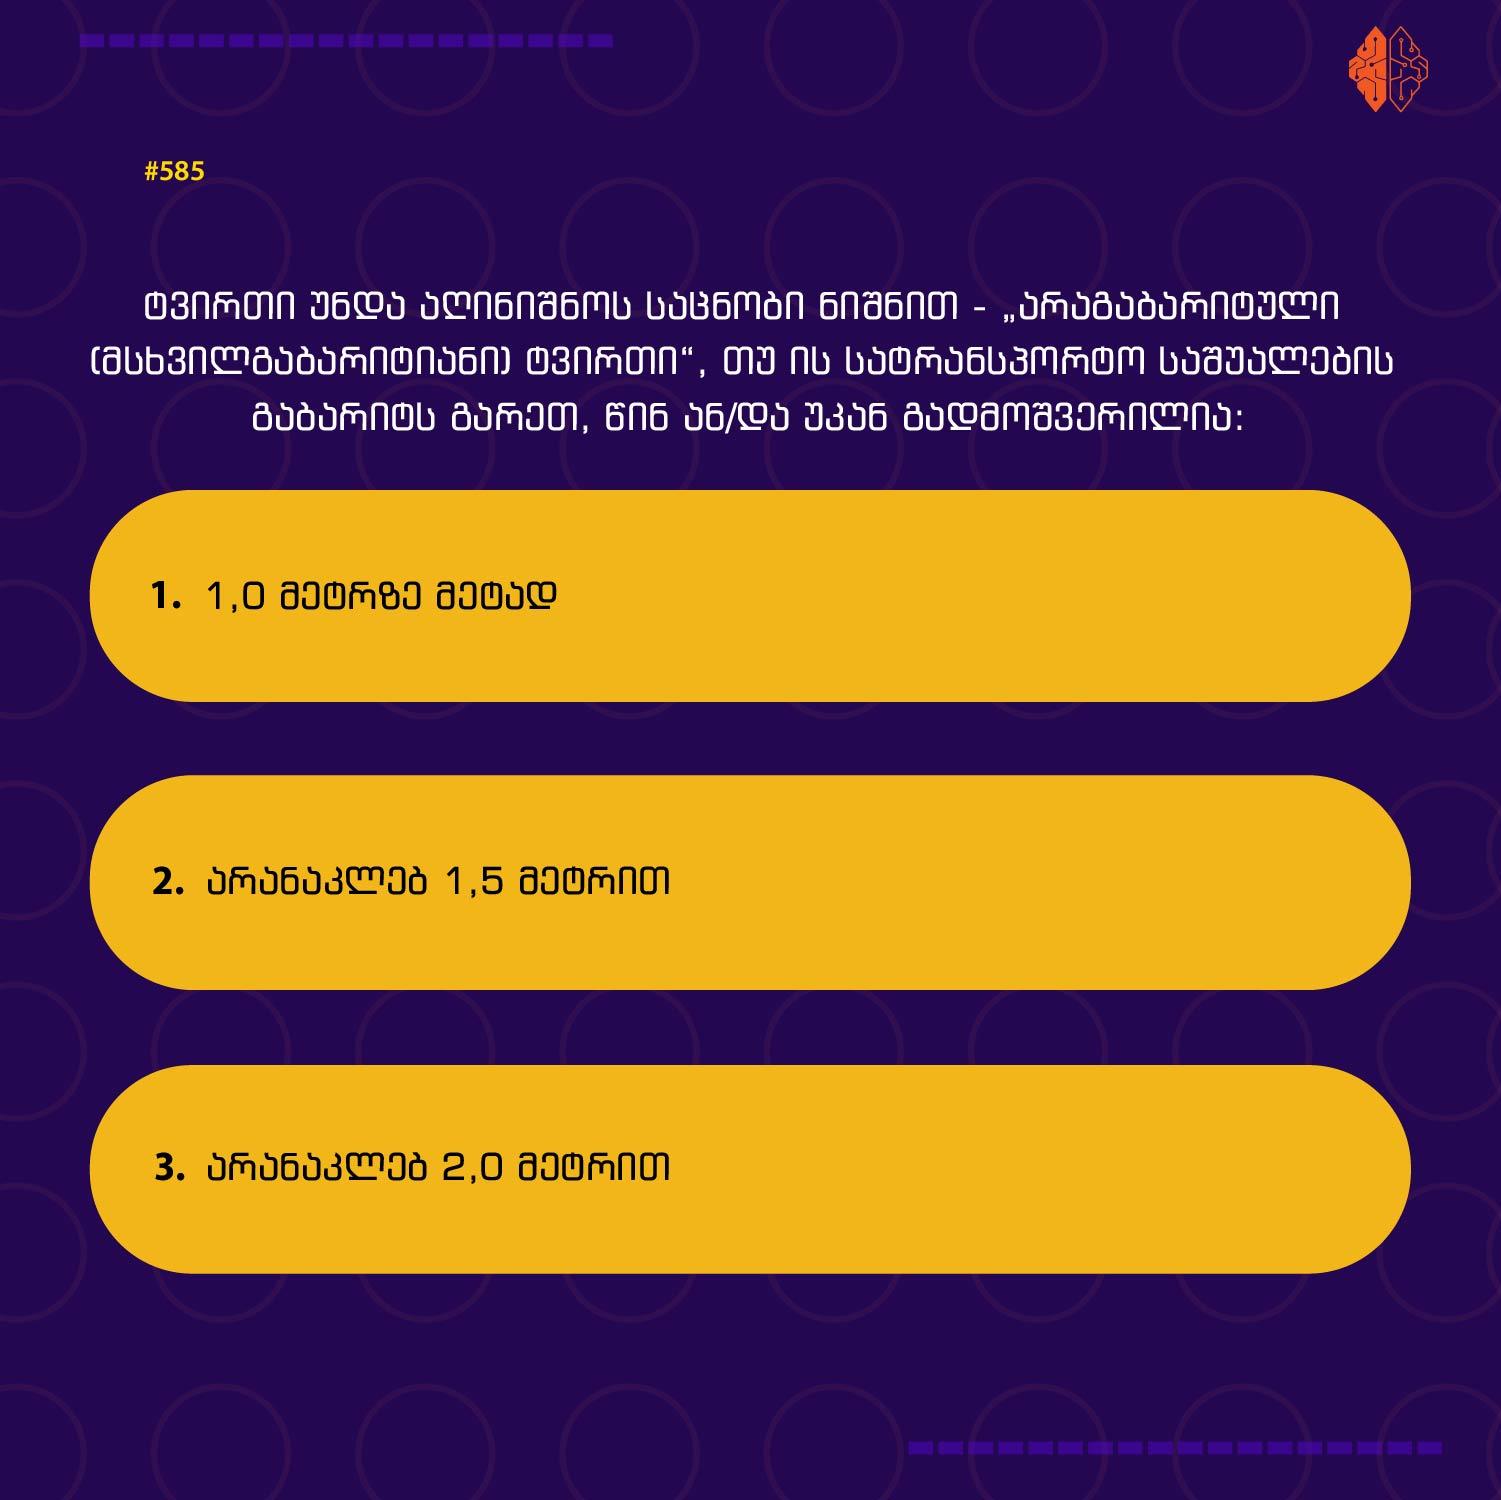 #585
ტვირთი უნდა აღინიშნოს საცნობი ნიშნით - „არაგაბარიტული
(მსხვილგაბარიტიანი) ტვირთი“, თუ ის სატრანსპორტო საშუალების
გაბარიტს გარეთ, წინ ან/და უკან გადმოშვერილია:
1. 1,0 მეტრზე მეტად
2. არანაკლებ 1,5 მეტრით
3. არანაკლებ 2,0 მეტრით